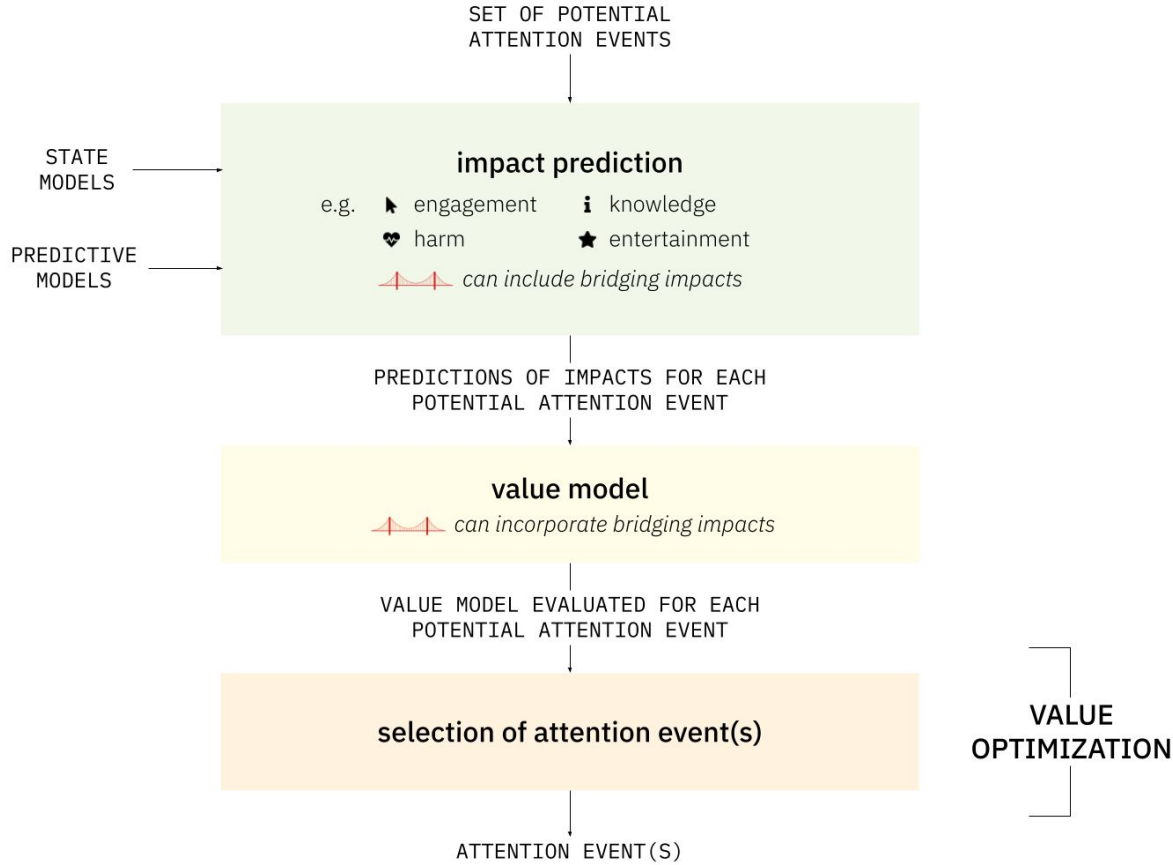 SET OF POTENTIAL
ATTENTION EVENTS
STATE
MODELS
PREDICTIVE
MODELS
impact prediction
e.g. engagement knowledge
harm entertainment
can include bridging impacts
PREDICTIONS OF IMPACTS FOR EACH
POTENTIAL ATTENTION EVENT
value model
can incorporate bridging impacts
VALUE MODEL EVALUATED FOR EACH
POTENTIAL ATTENTION EVENT
selection of attention event(s)
VALUE
OPTIMIZATION
ATTENTION EVENT(S)